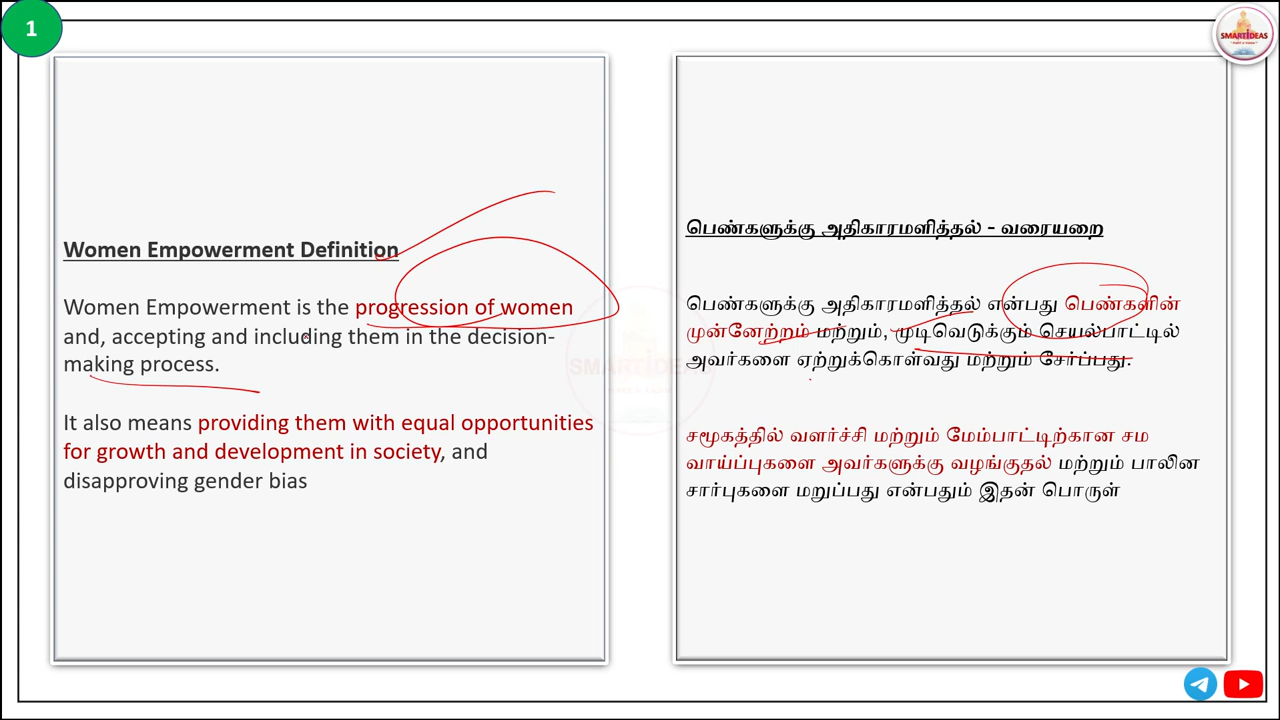 1
SMARTIDEAS
Women Empowerment Definition
Women Empowerment is the progression of women
and, accepting and including them in the decision-
making process.
It also means providing them with equal opportunities
for growth and development in society, and
disapproving gender bias
பெண்களுக்கு அதிகாரமளித்தல் - வரையறை
பெண்களுக்கு அதிகாரமளித்தல் என்பது பெண்களின்
முன்னேற்றம் மற்றும், முடிவெடுக்கும் செயல்பாட்டில்
அவர்களை ஏற்றுக்கொள்வது மற்றும் சேர்ப்பது.
சமூகத்தில் வளர்ச்சி மற்றும் மேம்பாட்டிற்கான சம
வாய்ப்புகளை அவர்களுக்கு வழங்குதல் மற்றும் பாலின
சார்புகளை மறுப்பது என்பதும் இதன் பொருள்
SMARTIDEAS